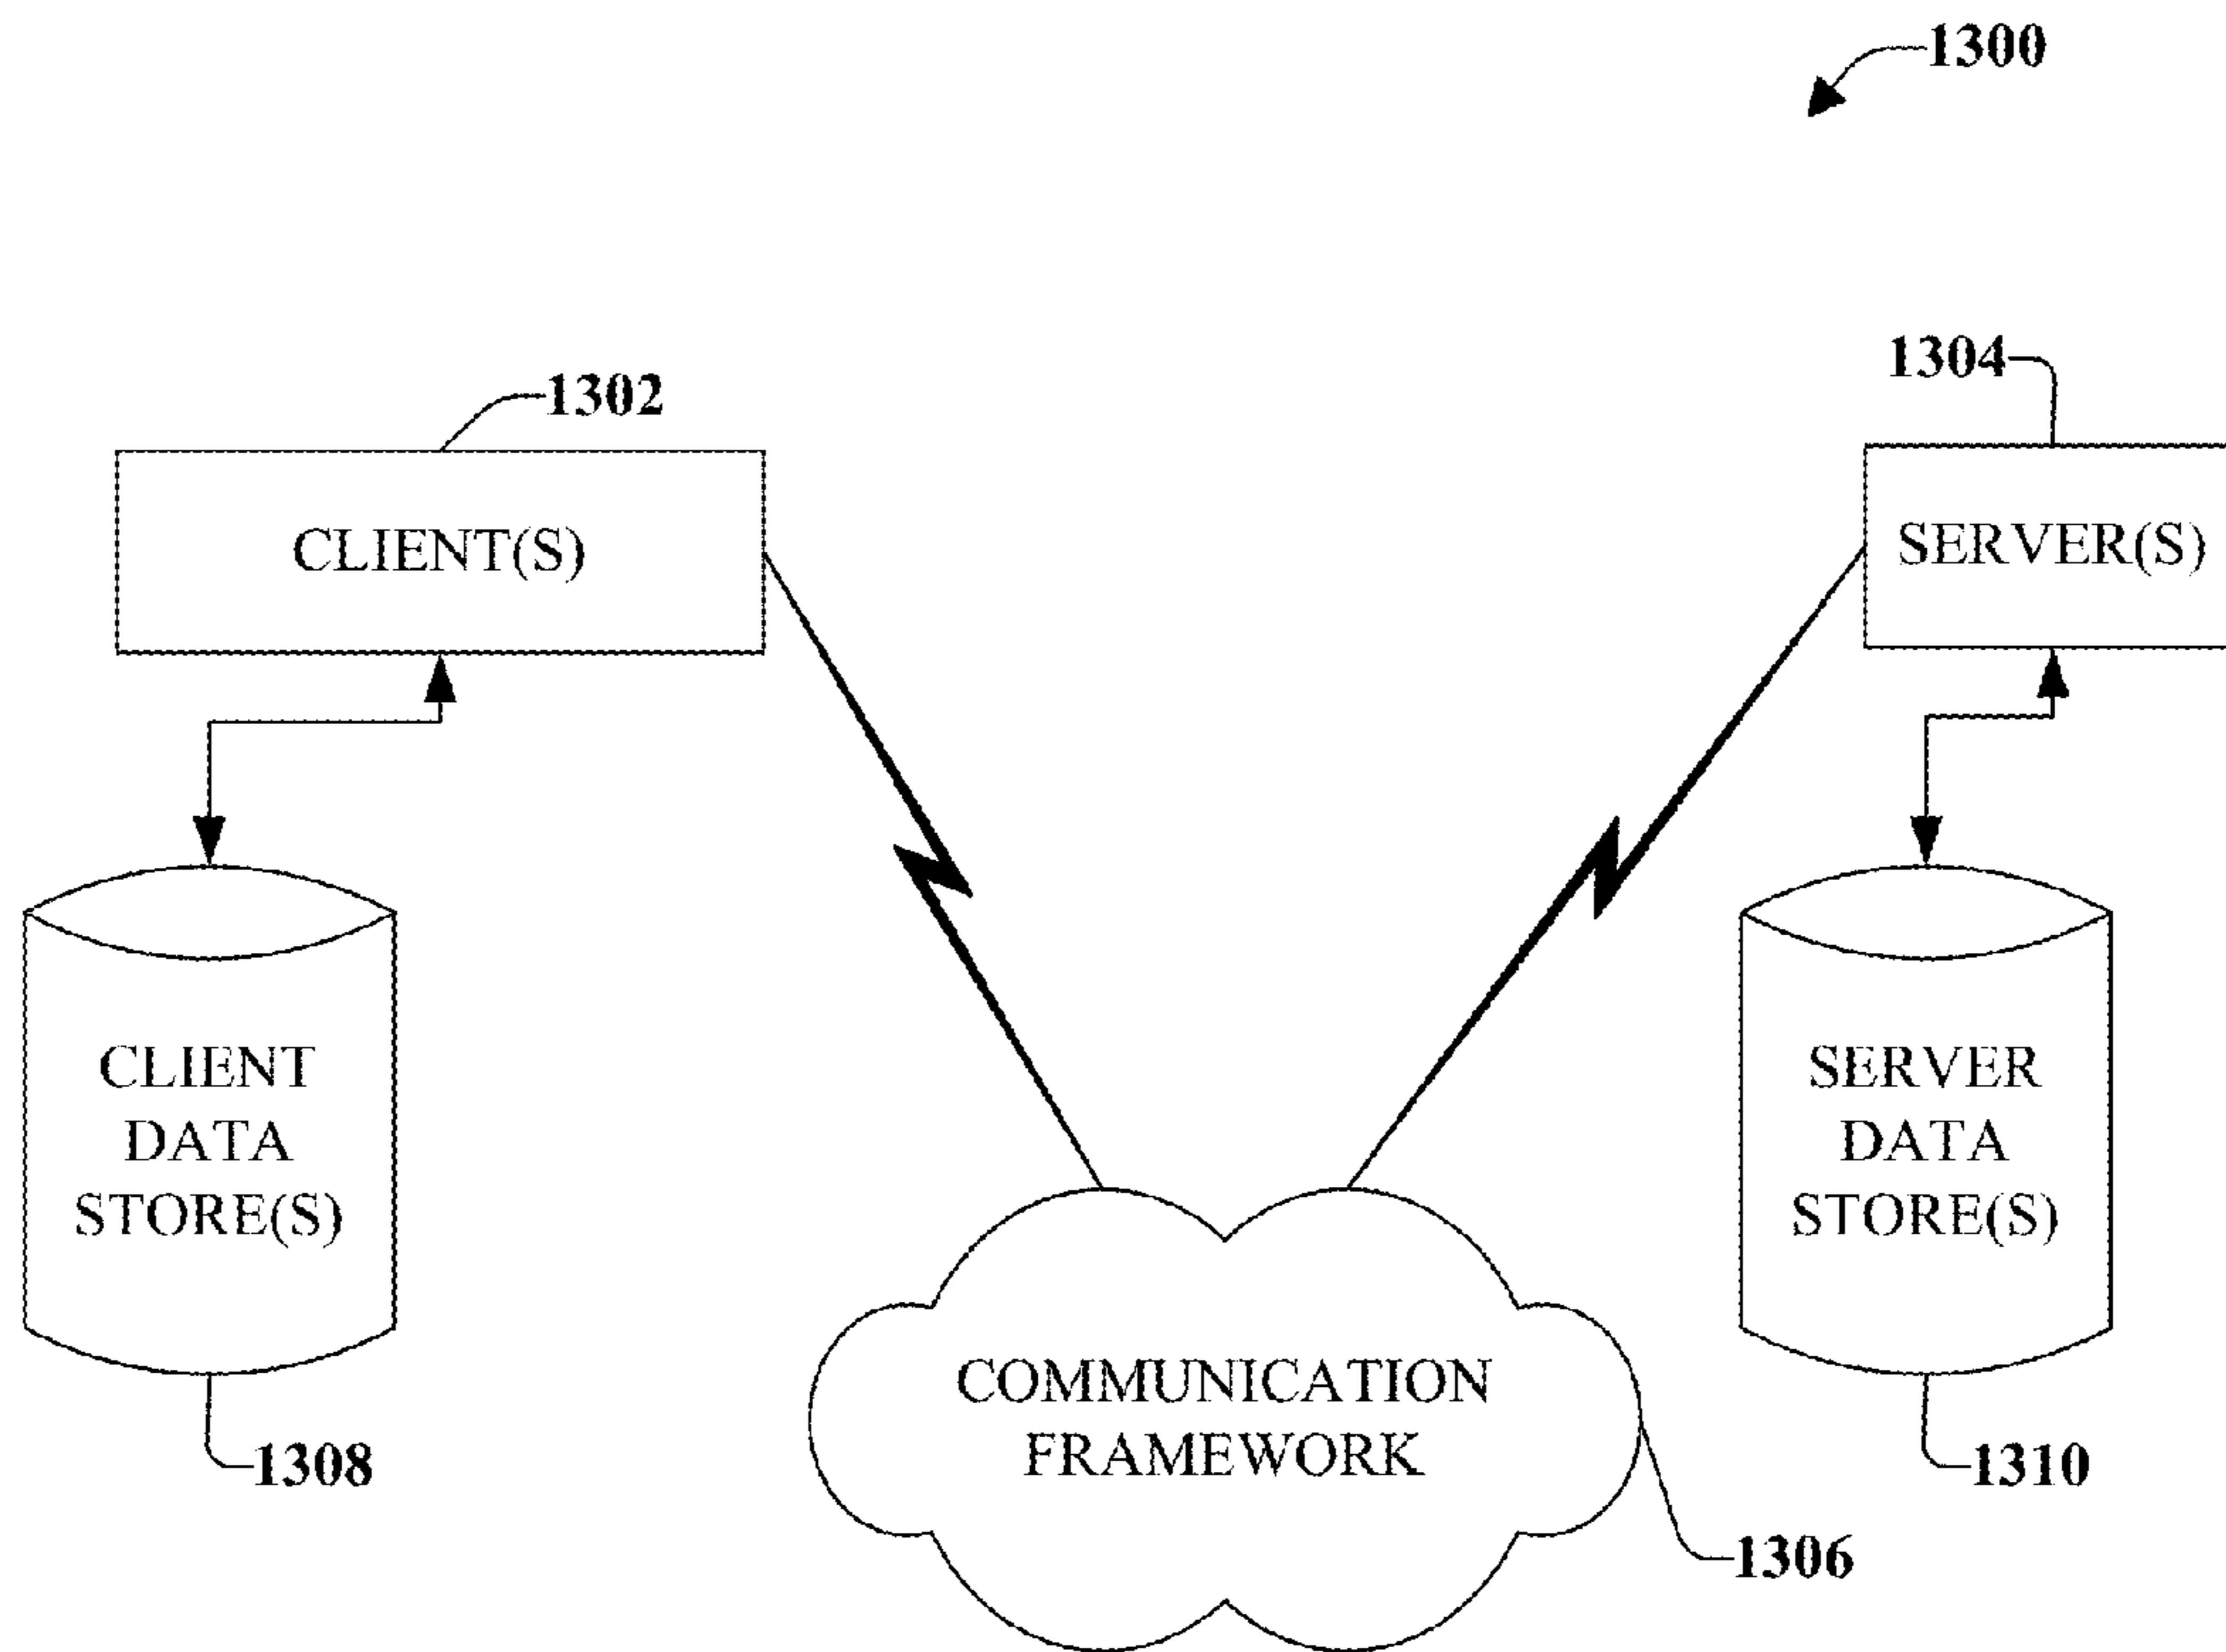 1300
1302
1304
CLIENT(S)
SERVER(S)
CLIENT
DATA
STORE(S)
SERVER
DATA
STORE(S)
COMMUNICATION
FRAMEWORK
1308
1310
1306